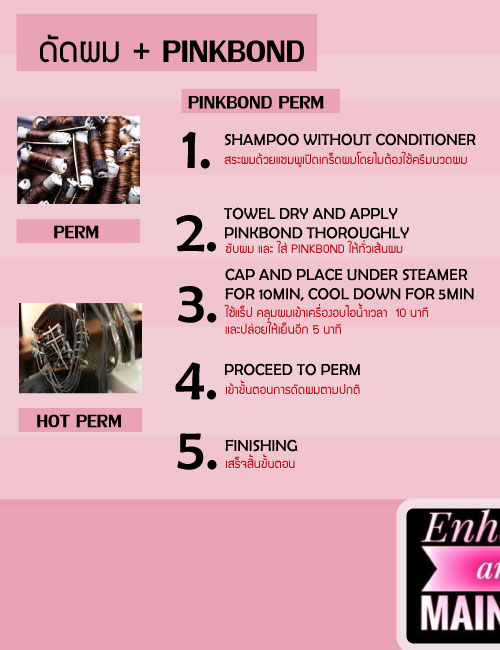 ดัดผม + PINKBOND
PINKBOND PERM
PERM
HOT PERM
1. SHAMPOO WITHOUT CONDITIONER
สระผมด้วยแชมพูเปิดเกร็ดผมโดยไม่ต้องใช้ครีมนวดผม
2. TOWEL DRY AND APPLY
PINKBOND THOROUGHLY
ซับผม และ ใส่ PINKBOND ให้ทั่วเส้นผม
3. CAP AND PLACE UNDER STEAMER
FOR 10MIN, COOL DOWN FOR 5MIN
ใช้แร็ป คลุมผมเข้าเครื่องอบไอน้ำเวลา 10 นาที
และปล่อยให้เย็นอีก 5 นาที
4. PROCEED TO PERM
เข้าขั้นตอนการดัดผมตามปกติ
5. FINISHING
เสร็จสิ้นขั้นตอน
Enh
MAIN